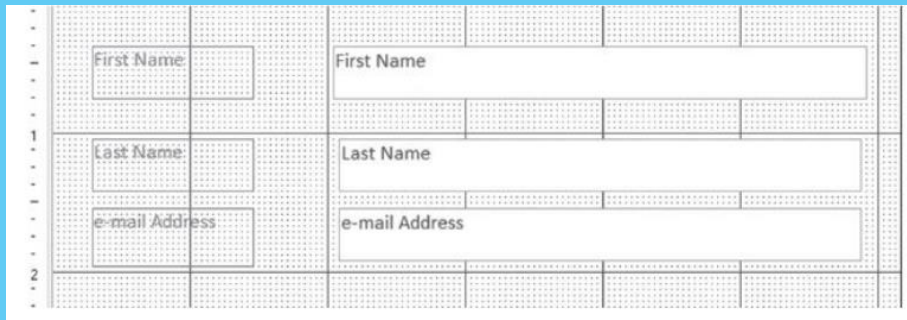 First Name First Name
1
Last Name Last Name
e-mail Address e-mail Address
2